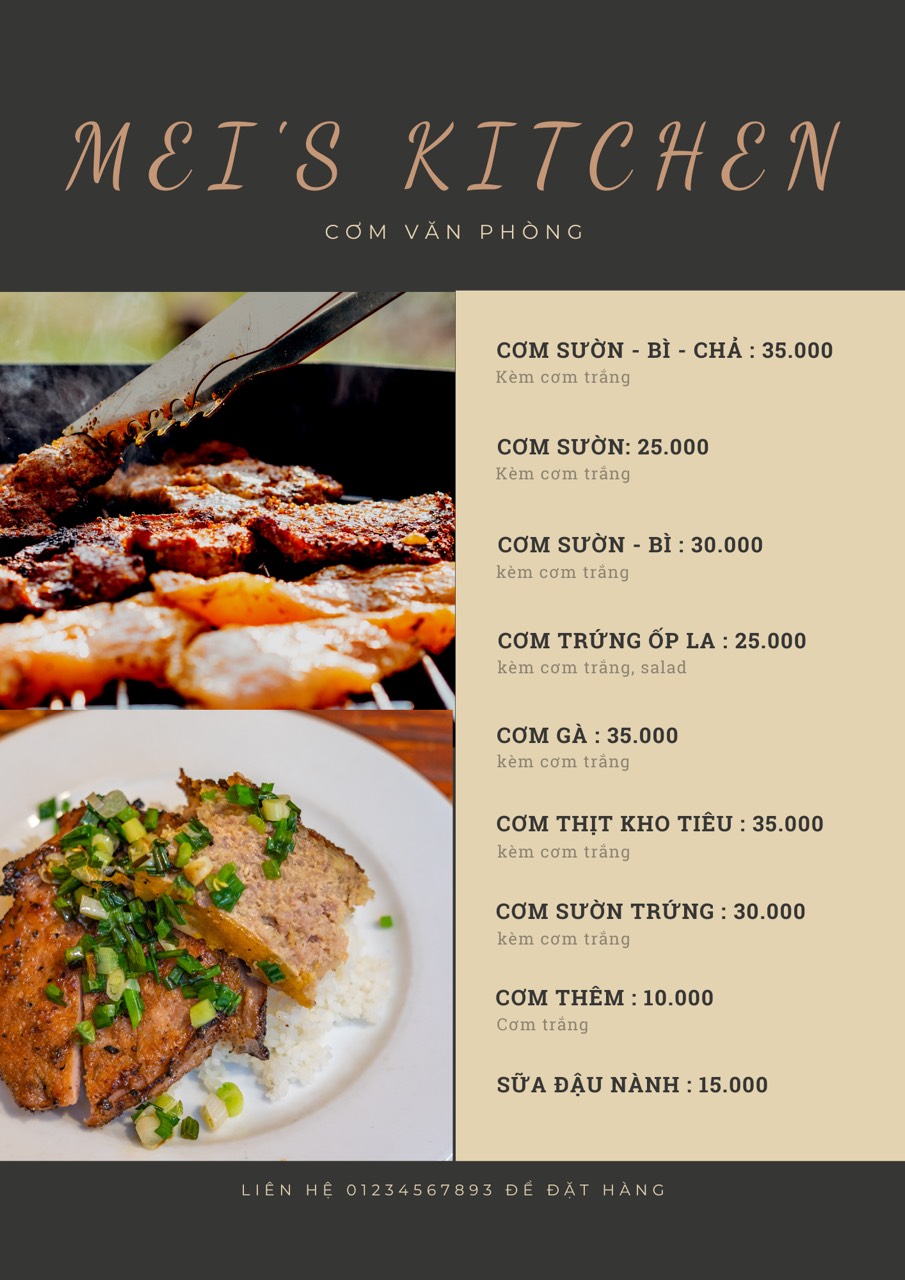 MEI'S KITCHEN
CƠM VĂN PHÒNG
CƠM SƯỜN - BÌ - CHẢ : 35.000
Kèm cơm trắng
CƠM SƯỜN: 25.000
Kèm cơm trắng
CƠM SƯỜN - BÌ : 30.000
kèm cơm trắng
CƠM TRỨNG ỐP LA : 25.000
kèm cơm trắng, salad
CƠM GÀ : 35.000
kèm cơm trắng
CƠM THỊT KHO TIÊU : 35.000
kèm cơm trắng
CƠM SƯỜN TRỨNG : 30.000
kèm cơm trắng
CƠM THÊM : 10.000
Cơm trắng
SỮA ĐẬU NÀNH : 15.000
LIÊN HỆ 01234567893 ĐỂ ĐẶT HÀNG